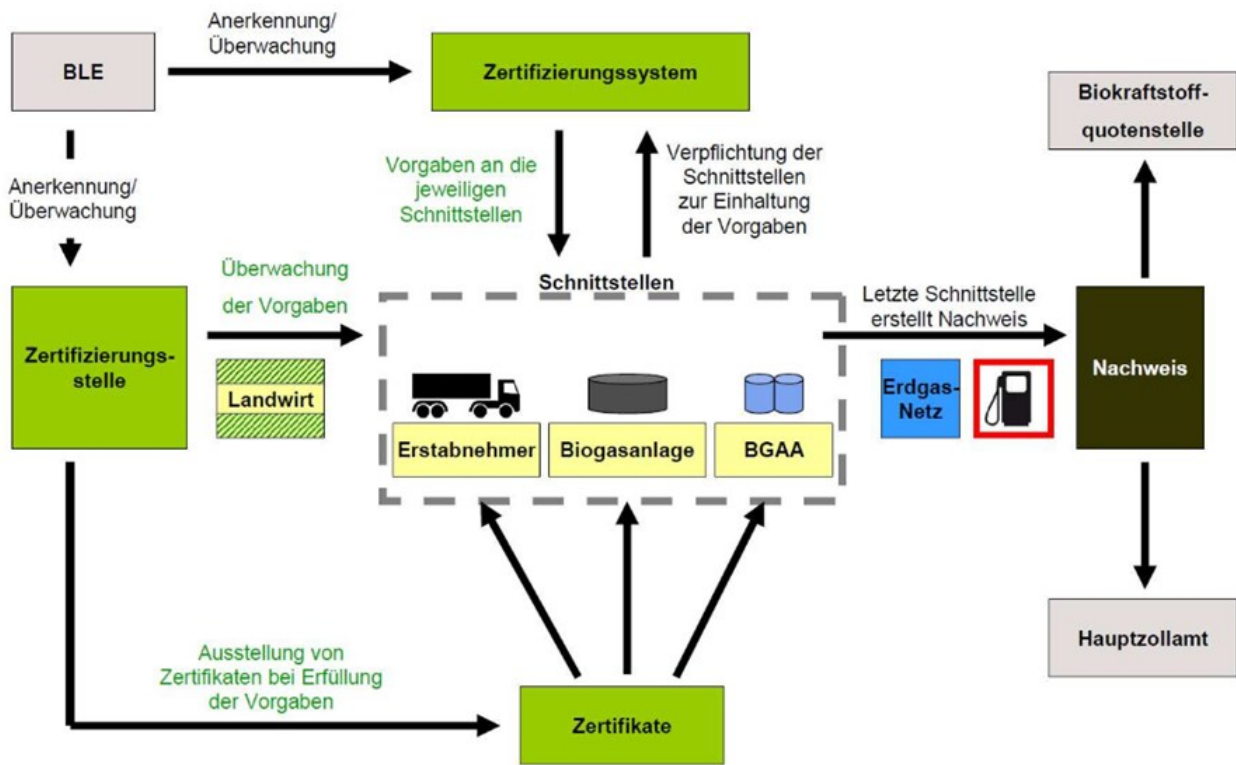 Anerkennung/
Überwachung
BLE
Zertifizierungssystem
Biokraftstoff-
quotenstelle
Anerkennung/
Überwachung
Vorgaben an die
jeweiligen
Schnittstellen
Verpflichtung der
Schnittstellen
zur Einhaltung
der Vorgaben
Überwachung
der Vorgaben
Schnittstellen
Letzte Schnittstelle
erstellt Nachweis
Zertifizierungs-
stelle
Landwirt
Erstabnehmer
Biogasanlage
BGAA
Erdgas-
Netz
Nachweis
Hauptzollamt
Ausstellung von
Zertifikaten bei Erfüllung
der Vorgaben
Zertifikate